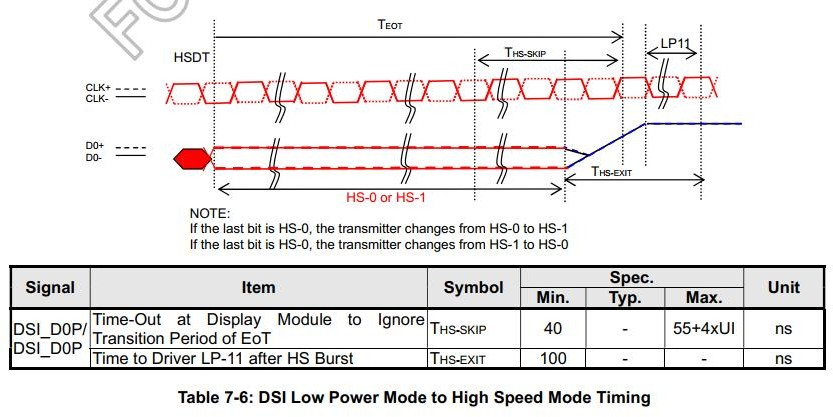 FO
TEOT
HSDT
THS-SKIP
LP11
CLK+
CLK-
D0+
D0-
THS-EXIT
HS-0 or HS-1
NOTE:
If the last bit is HS-0, the transmitter changes from HS-0 to HS-1
If the last bit is HS-0, the transmitter changes from HS-1 to HS-0
Signal Item Symbol Spec. Unit
Min. Typ. Max.
DSI_D0P/ Time-Out at Display Module to Ignore THS-SKIP 40 - 55+4xUI ns
DSI_D0P Transition Period of EoT
Time to Driver LP-11 after HS Burst THS-EXIT 100 - - ns
Table 7-6: DSI Low Power Mode to High Speed Mode Timing